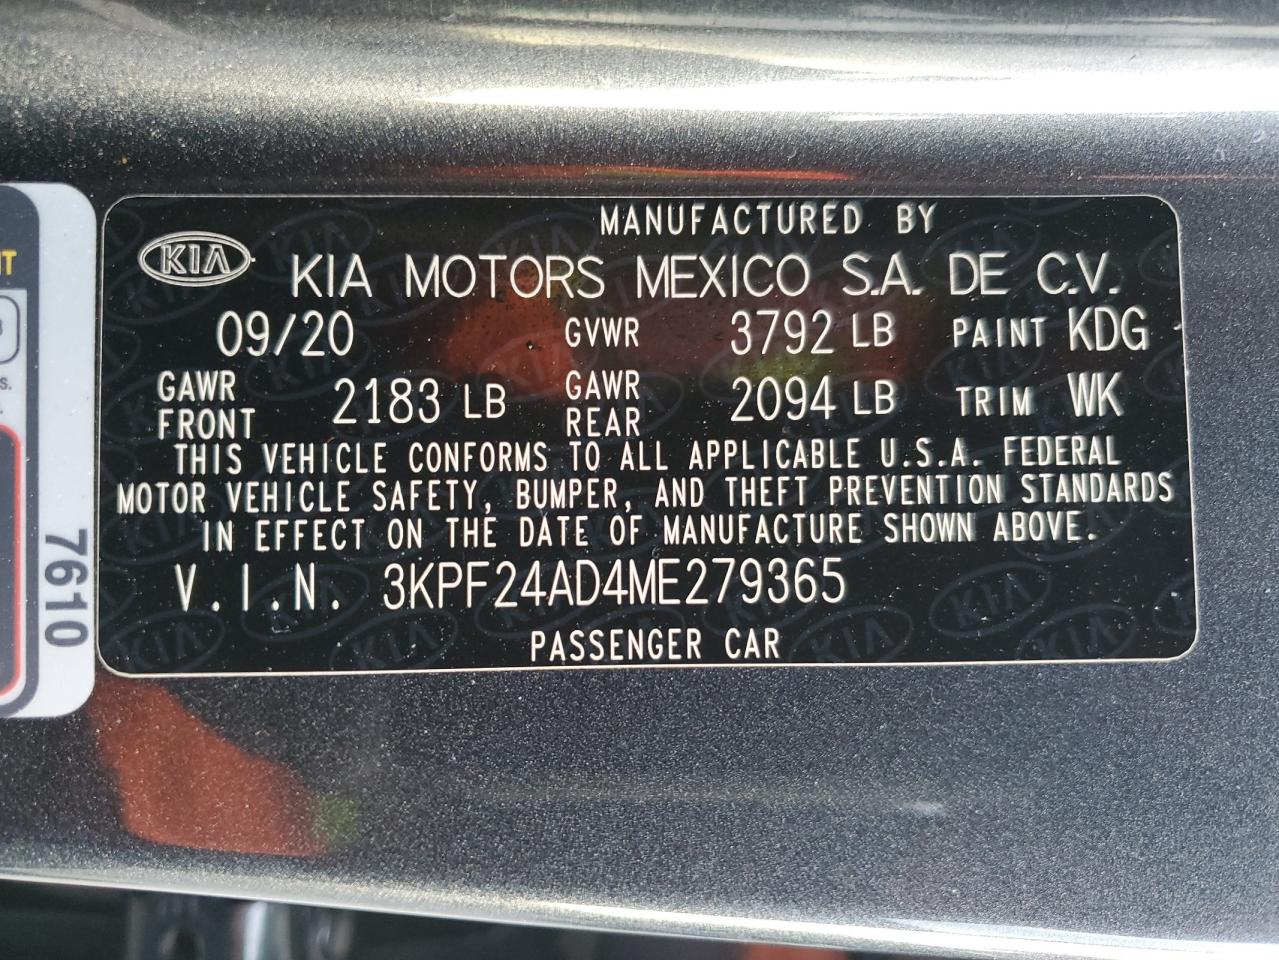 MANUFACTURED BY
KIA KIA MOTORS MEXICO S.A. DE C.V.
09/20 GVWR 3792 LB PAINT KDG
GAWR FRONT 2183 LB GAWR REAR 2094 LB TRIM WK
THIS VEHICLE CONFORMS TO ALL APPLICABLE U.S.A. FEDERAL
MOTOR VEHICLE SAFETY, BUMPER, AND THEFT PREVENTION STANDARDS
IN EFFECT ON THE DATE OF MANUFACTURE SHOWN ABOVE.
V.I.N. 3KPF24AD4ME279365
PASSENGER CAR
7610